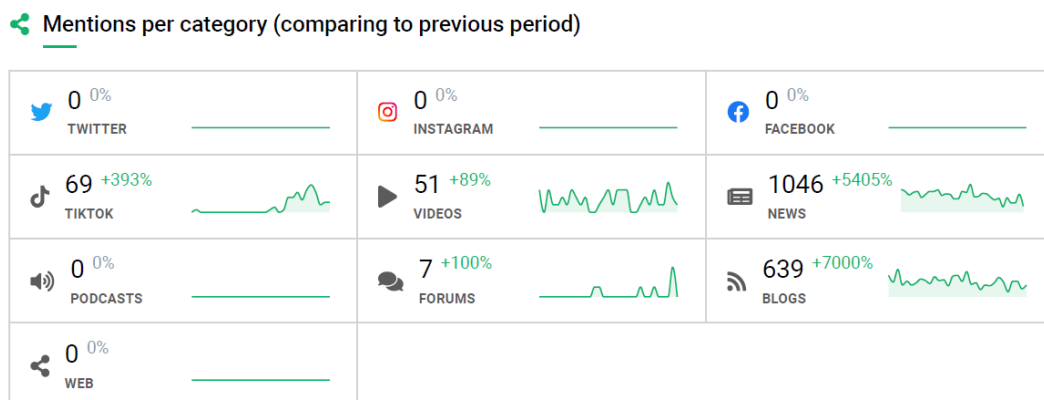 Mentions per category (comparing to previous period)
0 0%
TWITTER
0 0%
INSTAGRAM
0 0%
FACEBOOK
69 +393%
TIKTOK
51 +89%
VIDEOS
1046 +5405%
NEWS
0 0%
PODCASTS
7 +100%
FORUMS
639 +7000%
BLOGS
0 0%
WEB